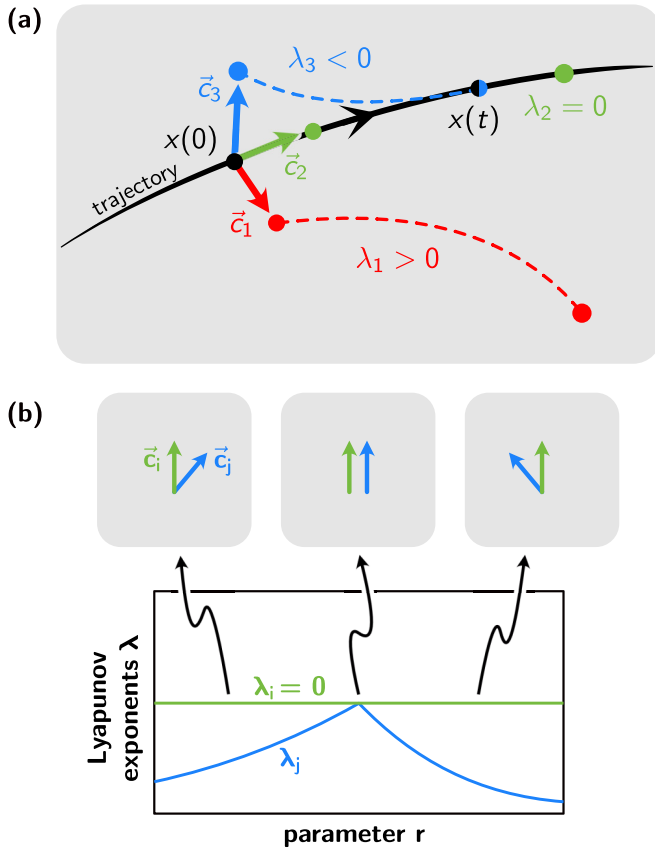 (a)
λ₃ < 0
c⃗₃
x(0)
x(t)
λ₂ = 0
c⃗₂
trajectory
c⃗₁
λ₁ > 0
(b)
c⃗ᵢ
c⃗ⱼ
Lyapunov
exponents λ
λᵢ = 0
λⱼ
parameter r